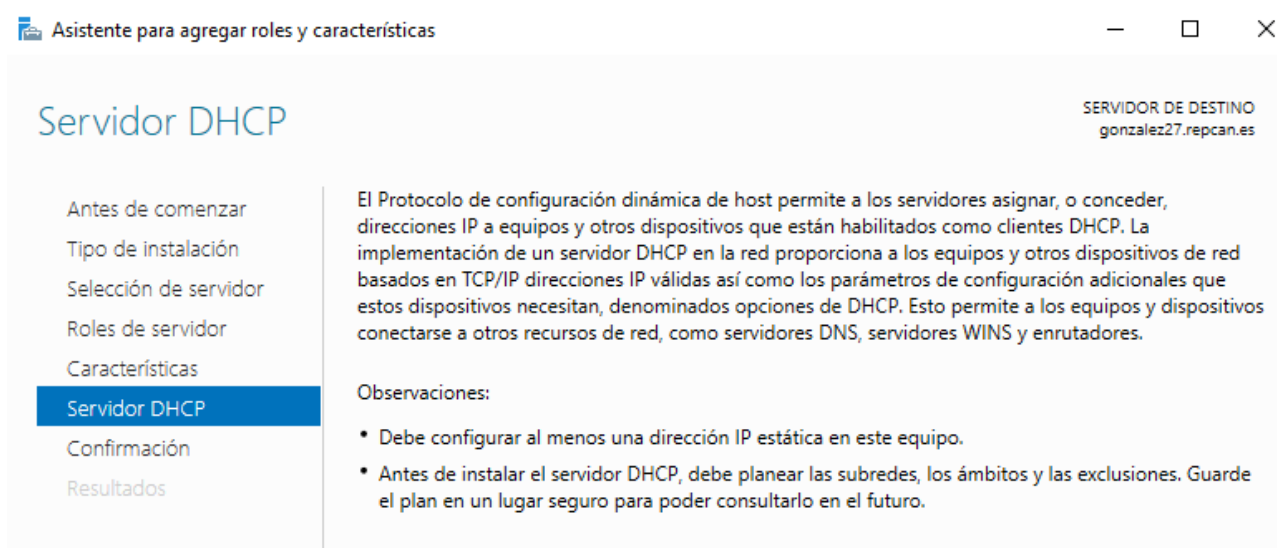 Asistente para agregar roles y características
Servidor DHCP
SERVIDOR DE DESTINO
gonzalez27.repcan.es
Antes de comenzar
Tipo de instalación
Selección de servidor
Roles de servidor
Características
Servidor DHCP
Confirmación
Resultados
El Protocolo de configuración dinámica de host permite a los servidores asignar, o conceder,
direcciones IP a equipos y otros dispositivos que están habilitados como clientes DHCP. La
implementación de un servidor DHCP en la red proporciona a los equipos y otros dispositivos de red
basados en TCP/IP direcciones IP válidas así como los parámetros de configuración adicionales que
estos dispositivos necesitan, denominados opciones de DHCP. Esto permite a los equipos y dispositivos
conectarse a otros recursos de red, como servidores DNS, servidores WINS y enrutadores.
Observaciones:
• Debe configurar al menos una dirección IP estática en este equipo.
• Antes de instalar el servidor DHCP, debe planear las subredes, los ámbitos y las exclusiones. Guarde
el plan en un lugar seguro para poder consultarlo en el futuro.